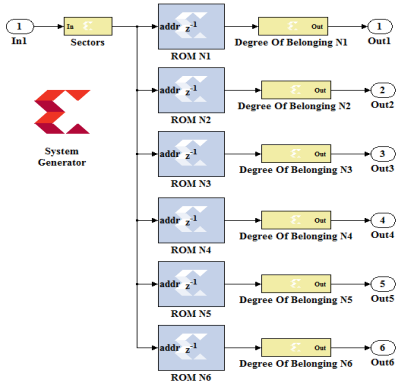 1
In1
In
Sectors
System
Generator
addr z-1
ROM N1
Out
Degree Of Belonging N1
1
Out1
addr z-1
ROM N2
Out
Degree Of Belonging N2
2
Out2
addr z-1
ROM N3
Out
Degree Of Belonging N3
3
Out3
addr z-1
ROM N4
Out
Degree Of Belonging N4
4
Out4
addr z-1
ROM N5
Out
Degree Of Belonging N5
5
Out5
addr z-1
ROM N6
Out
Degree Of Belonging N6
6
Out6